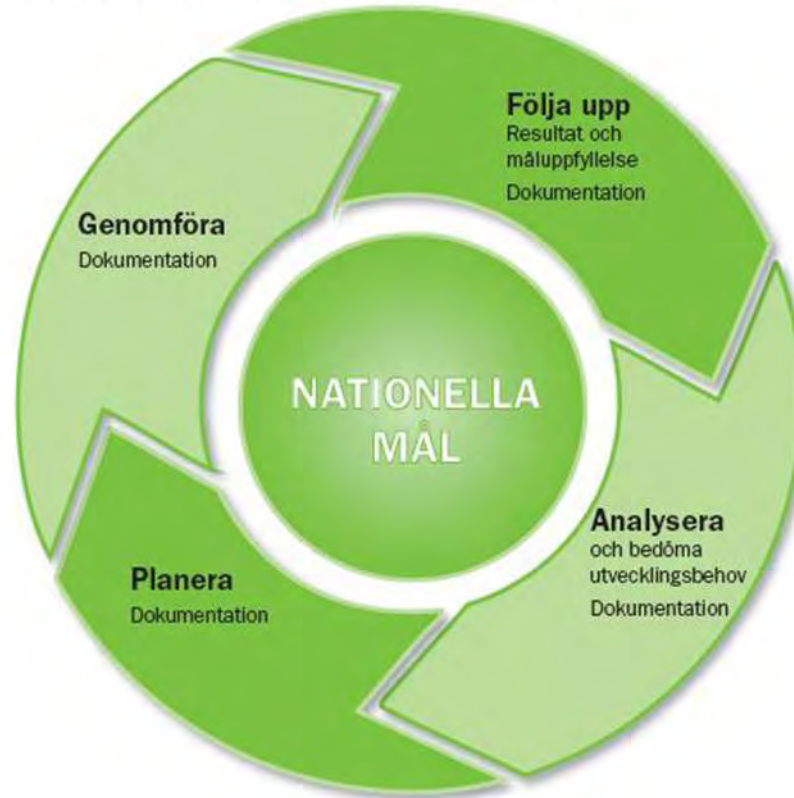 Följa upp
Resultat och
måluppfyllelse
Dokumentation
Genomföra
Dokumentation
NATIONELLA
MÅL
Analysera
och bedöma
utvecklingsbehov
Dokumentation
Planera
Dokumentation